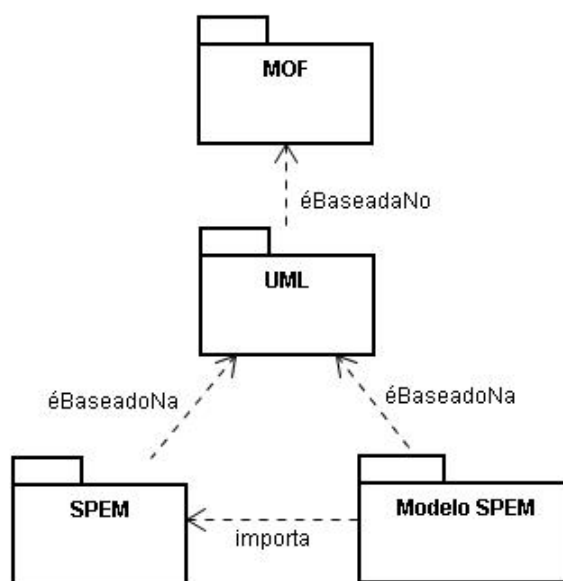 MOF
éBaseadaNo
UML
éBaseadoNa
éBaseadoNa
SPEM
Modelo SPEM
importa